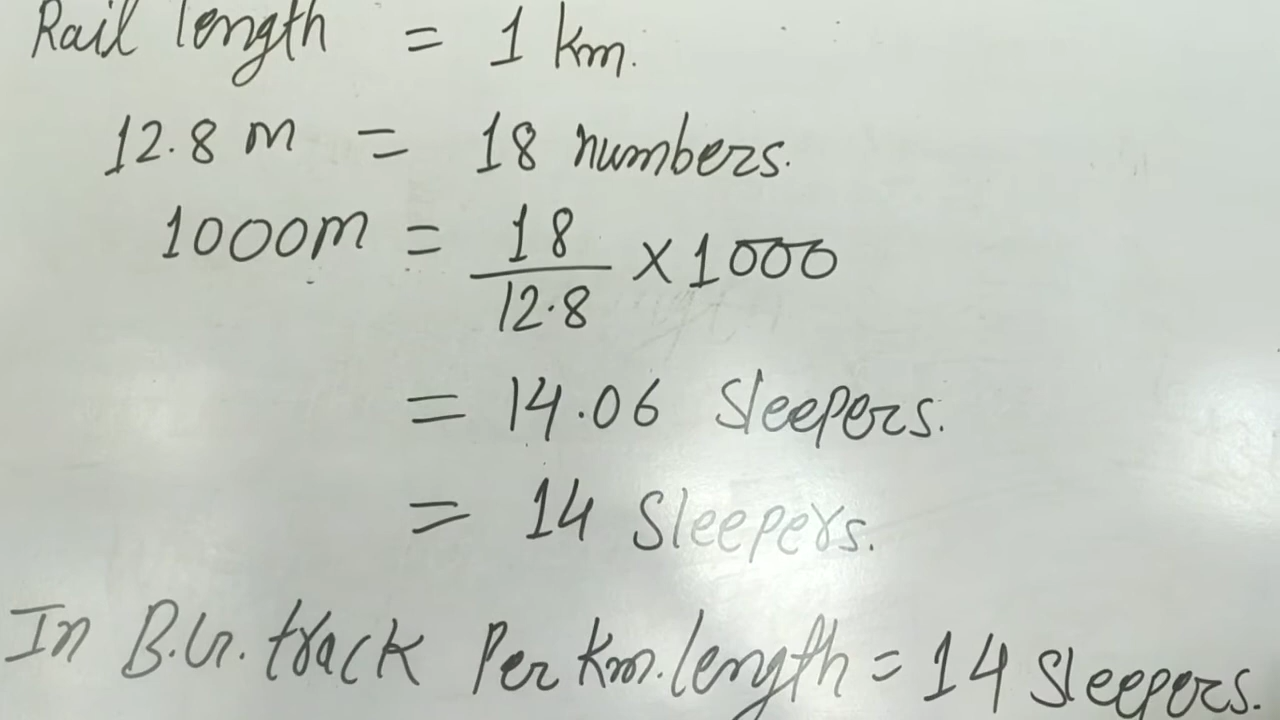 Rail length = 1 km.
12.8 m = 18 numbers.
1000m = 18/12.8 × 1000
= 14.06 Sleepers.
= 14 Sleepers.
In B.G. track Per Km. length = 14 Sleepers.